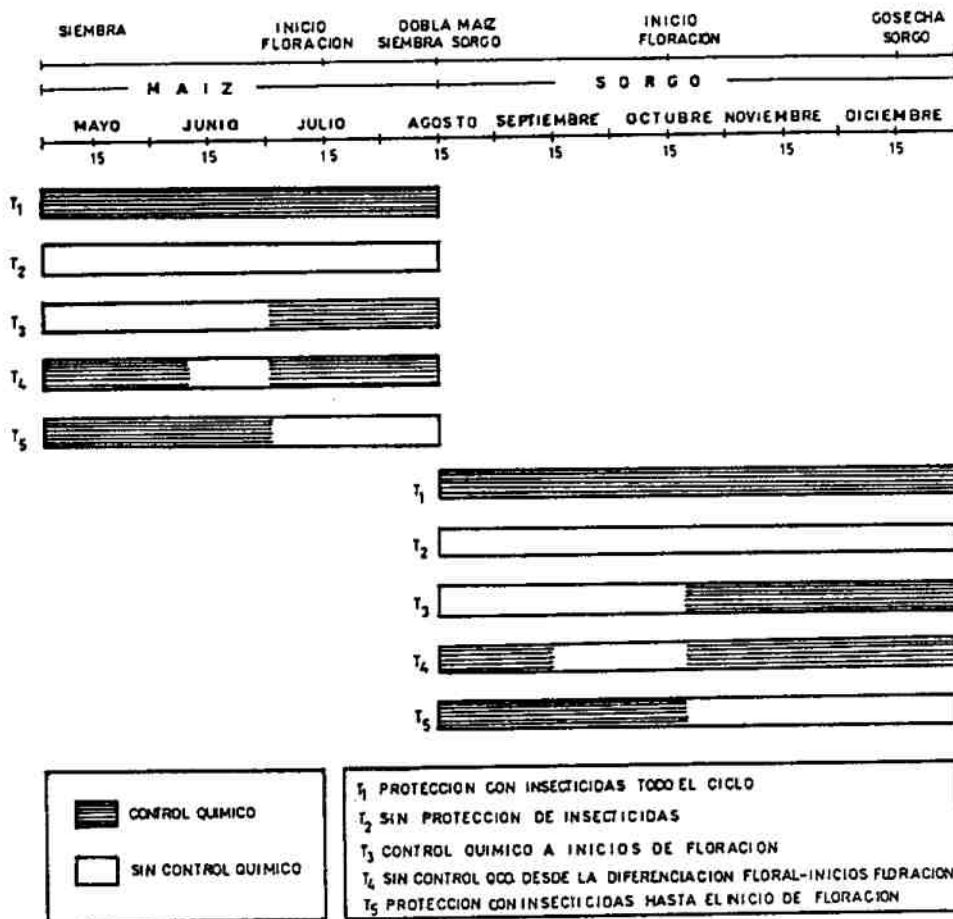 SIEMBRA
INICIO
FLORACION
DOBLA MAIZ
SIEMBRA SORGO
INICIO
FLORACION
COSECHA
SORGO
MAIZ
SORGO
MAYO JUNIO JULIO AGOSTO SEPTIEMBRE OCTUBRE NOVIEMBRE DICIEMBRE
15 15 15 15 15 15 15 15
T1
T2
T3
T4
T5
T1
T2
T3
T4
T5
CONTROL QUIMICO
SIN CONTROL QUIMICO
T1 PROTECCION CON INSECTICIDAS TODO EL CICLO
T2 SIN PROTECCION DE INSECTICIDAS
T3 CONTROL QUIMICO A INICIOS DE FLORACION
T4 SIN CONTROL QCO. DESDE LA DIFERENCIACION FLORAL-INICIOS FLORACION
T5 PROTECCION CON INSECTICIDAS HASTA EL INICIO DE FLORACION